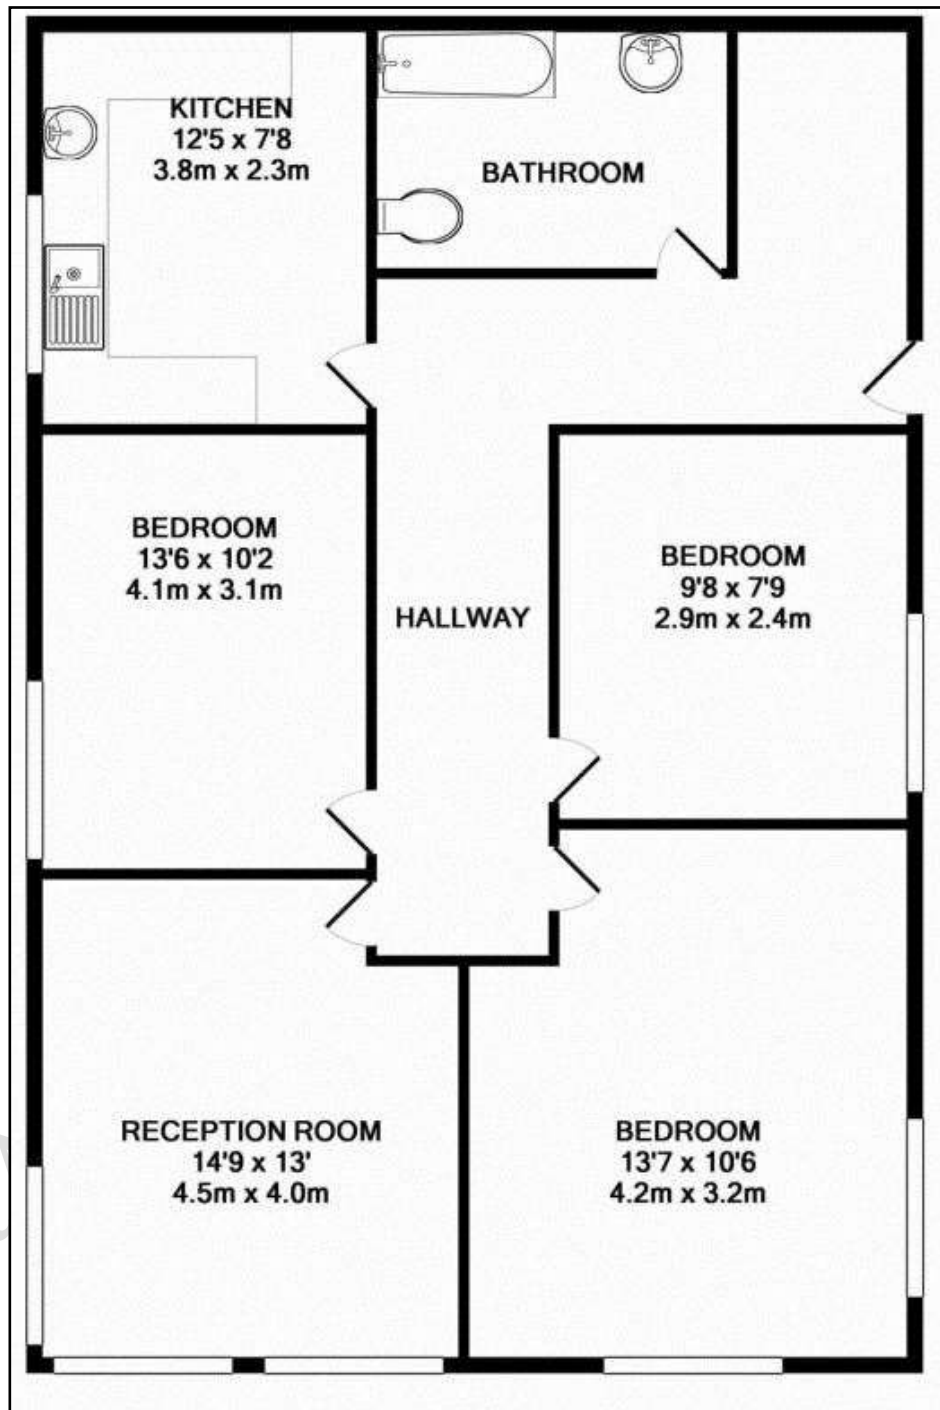 KITCHEN
12'5 x 7'8
3.8m x 2.3m
BATHROOM
BEDROOM
13'6 x 10'2
4.1m x 3.1m
HALLWAY
BEDROOM
9'8 x 7'9
2.9m x 2.4m
RECEPTION ROOM
14'9 x 13'
4.5m x 4.0m
BEDROOM
13'7 x 10'6
4.2m x 3.2m